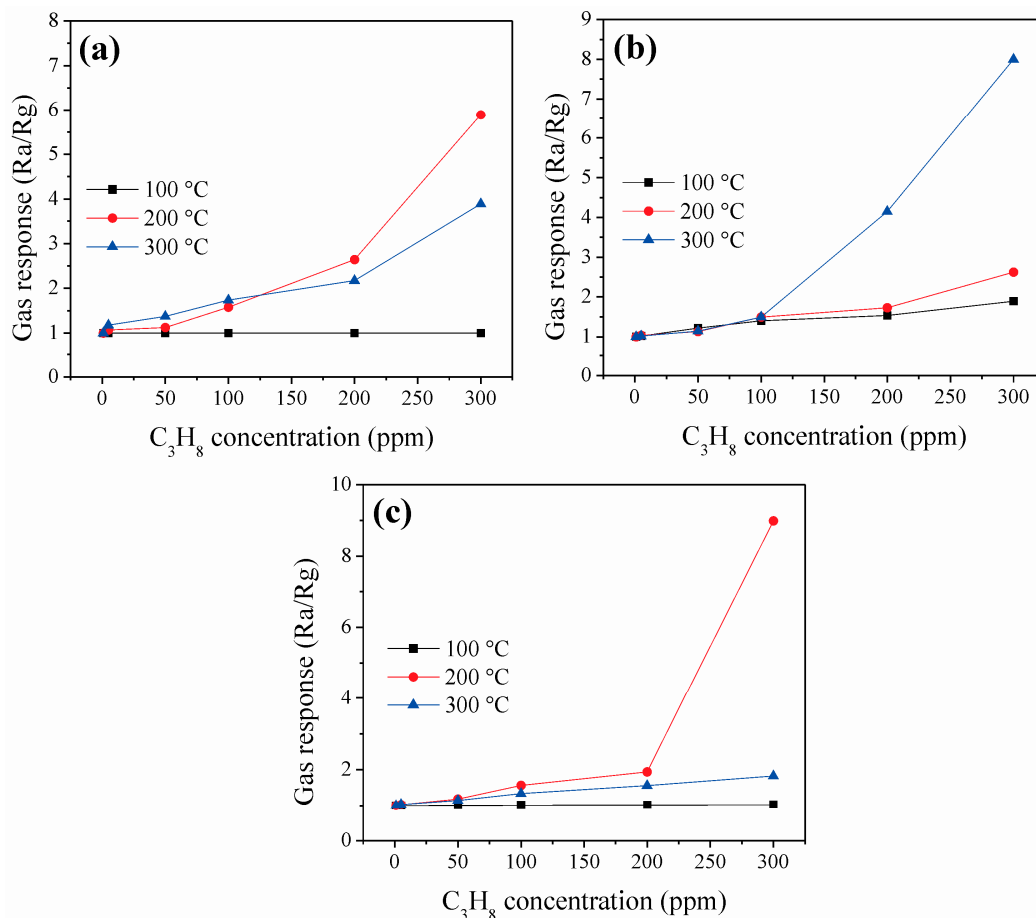 (a)
8
7
6
5
4
3
2
1
0
Gas response (Ra/Rg)
100 °C
200 °C
300 °C
0 50 100 150 200 250 300
C₃H₈ concentration (ppm)
(b)
9
8
7
6
5
4
3
2
1
0
Gas response (Ra/Rg)
100 °C
200 °C
300 °C
0 50 100 150 200 250 300
C₃H₈ concentration (ppm)
(c)
10
8
6
4
2
0
Gas response (Ra/Rg)
100 °C
200 °C
300 °C
0 50 100 150 200 250 300
C₃H₈ concentration (ppm)